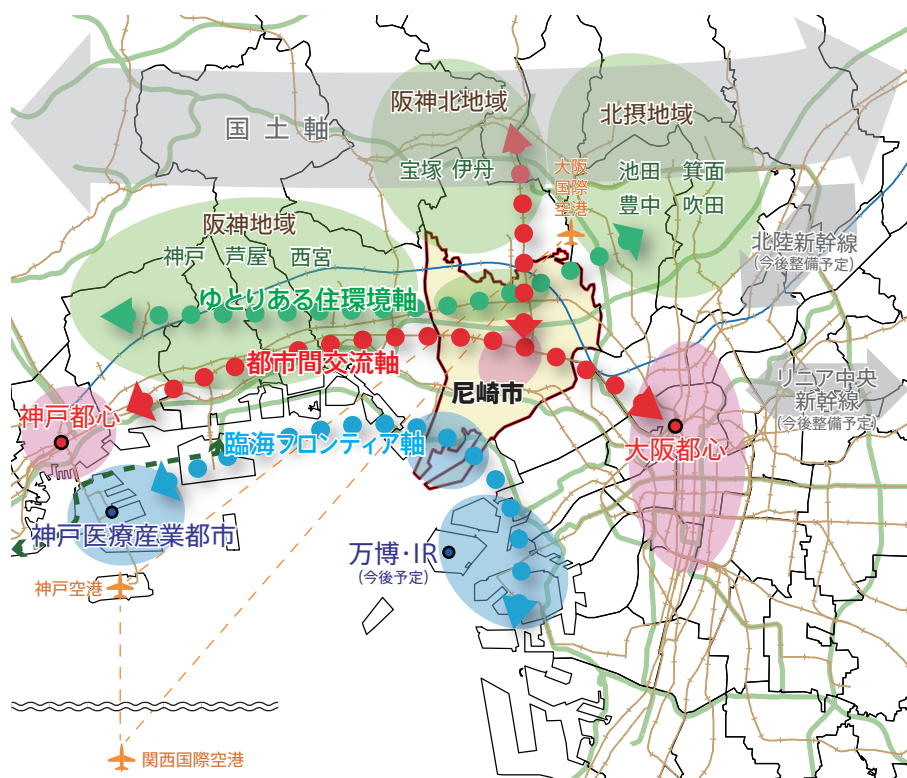 国土軸
阪神北地域
宝塚 伊丹
北摂地域
池田 箕面
豊中 吹田
大阪
国際
空港
阪神地域
神戸 芦屋 西宮
北陸新幹線
(今後整備予定)
ゆとりある住環境軸
都市間交流軸
尼崎市
リニア中央
新幹線
(今後整備予定)
神戸都心
臨海フロンティア軸
大阪都心
神戸医療産業都市
万博・IR
(今後予定)
神戸空港
関西国際空港